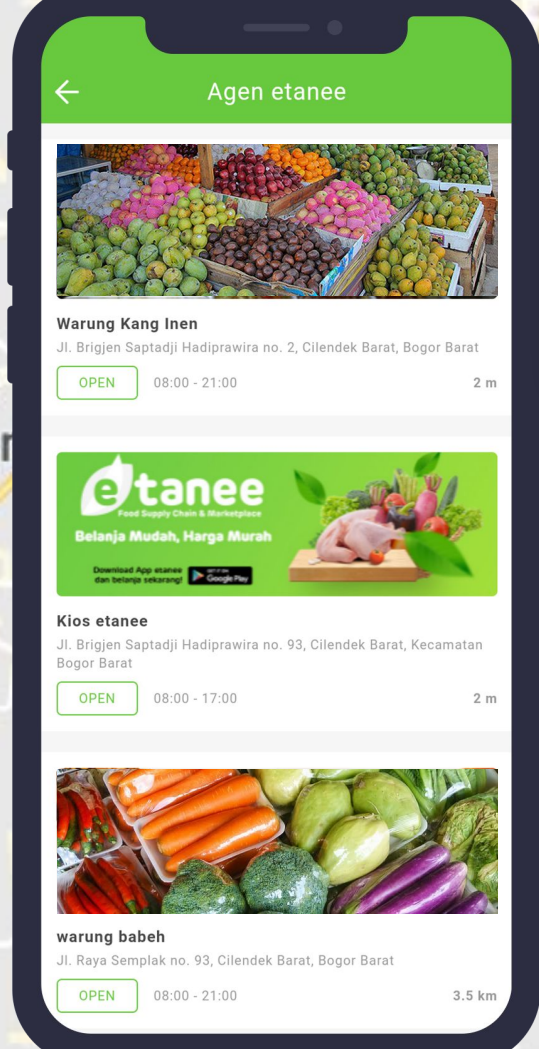 Agen etanee
Warung Kang Inen
Jl. Brigjen Saptadji Hadiprawira no. 2, Cilendek Barat, Bogor Barat
OPEN 08:00 - 21:00 2 m
etanee
Food Supply Chain & Marketplace
Belanja Mudah, Harga Murah
Download App etanee
dan belanja sekarang!
GET IT ON
Google Play
Kios etanee
Jl. Brigjen Saptadji Hadiprawira no. 93, Cilendek Barat, Kecamatan
Bogor Barat
OPEN 08:00 - 17:00 2 m
warung babeh
Jl. Raya Semplak no. 93, Cilendek Barat, Bogor Barat
OPEN 08:00 - 21:00 3.5 km